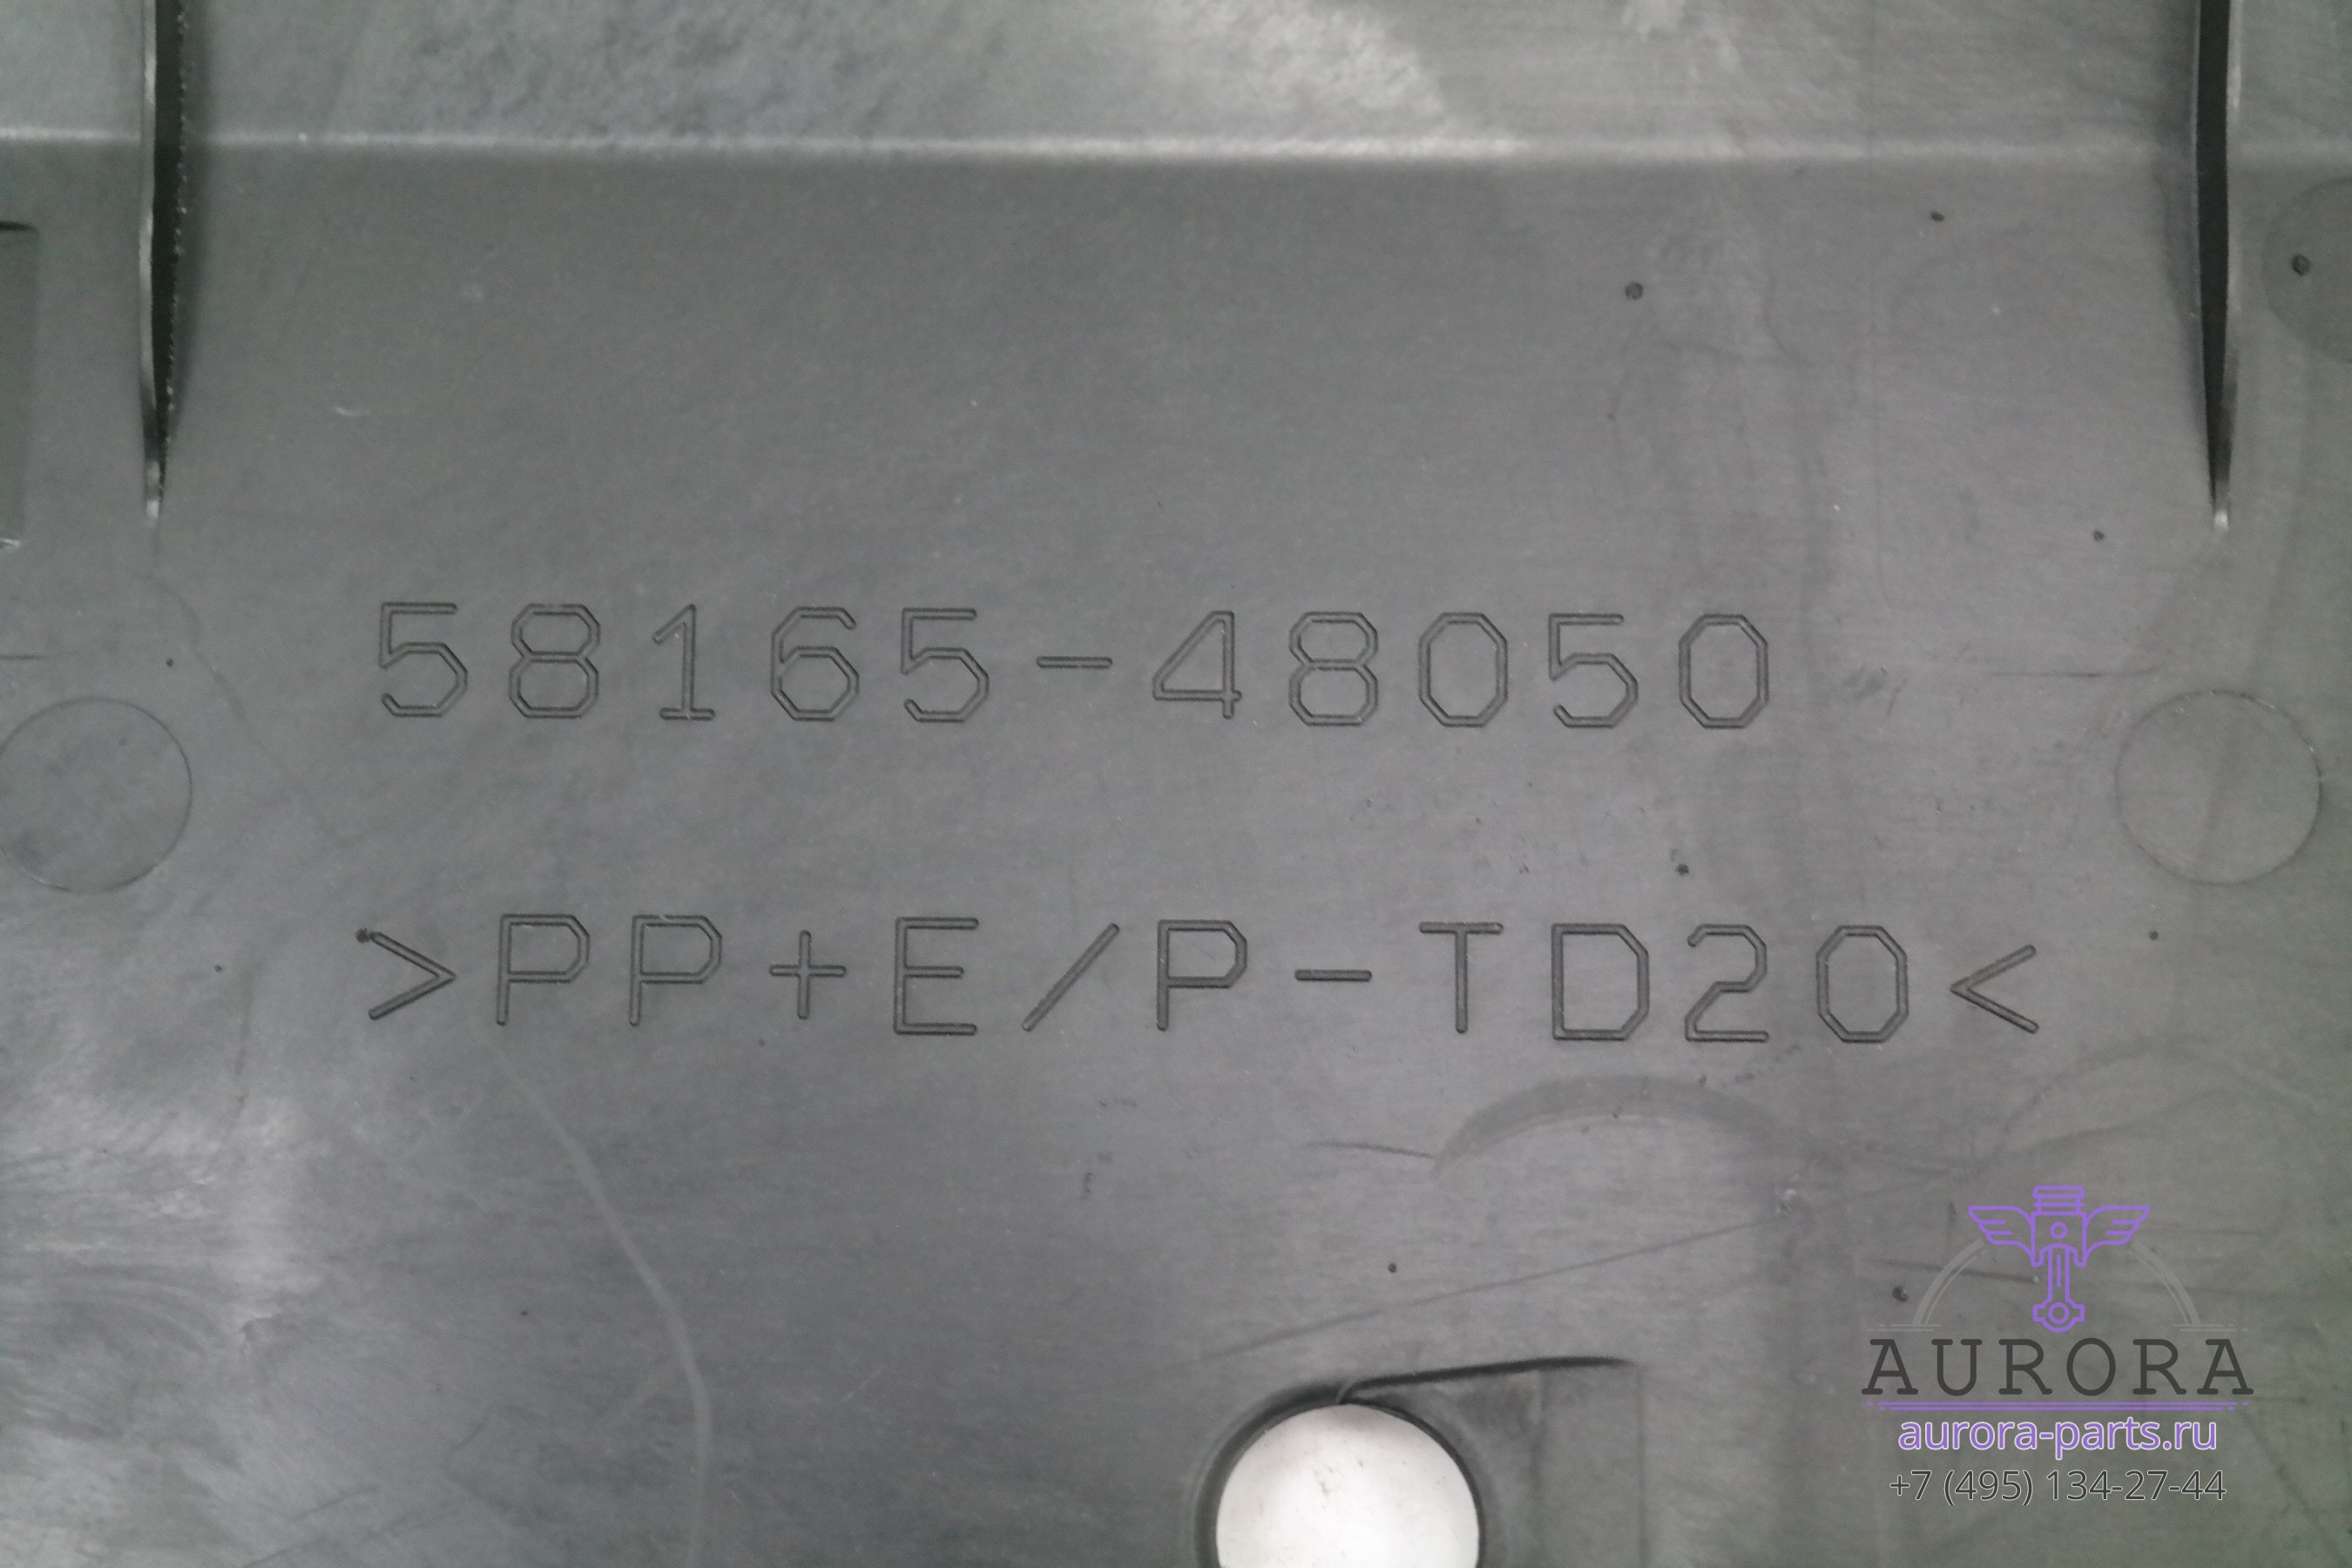 58165-48050
>PP+E/P-TD20<
AURORA
aurora-parts.ru
+7 (495) 134-27-44